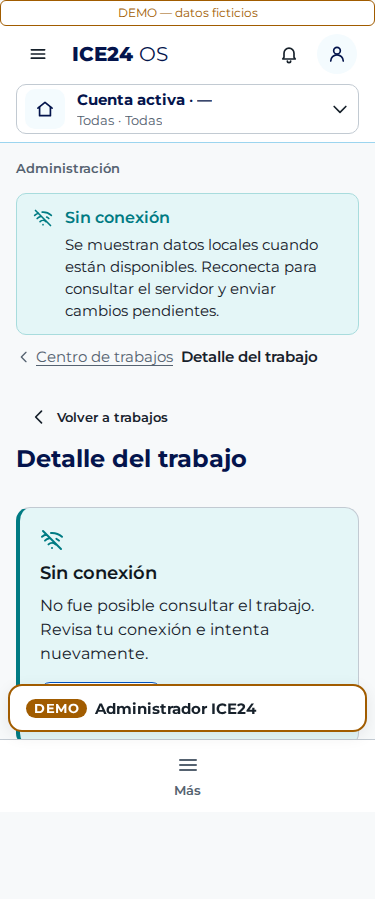 DEMO — datos ficticios
ICE24 OS
Cuenta activa · —
Todas · Todas
Administración
Sin conexión
Se muestran datos locales cuando
están disponibles. Reconecta para
consultar el servidor y enviar
cambios pendientes.
Centro de trabajos Detalle del trabajo
Volver a trabajos
Detalle del trabajo
Sin conexión
No fue posible consultar el trabajo.
Revisa tu conexión e intenta
nuevamente.
DEMO Administrador ICE24
Más